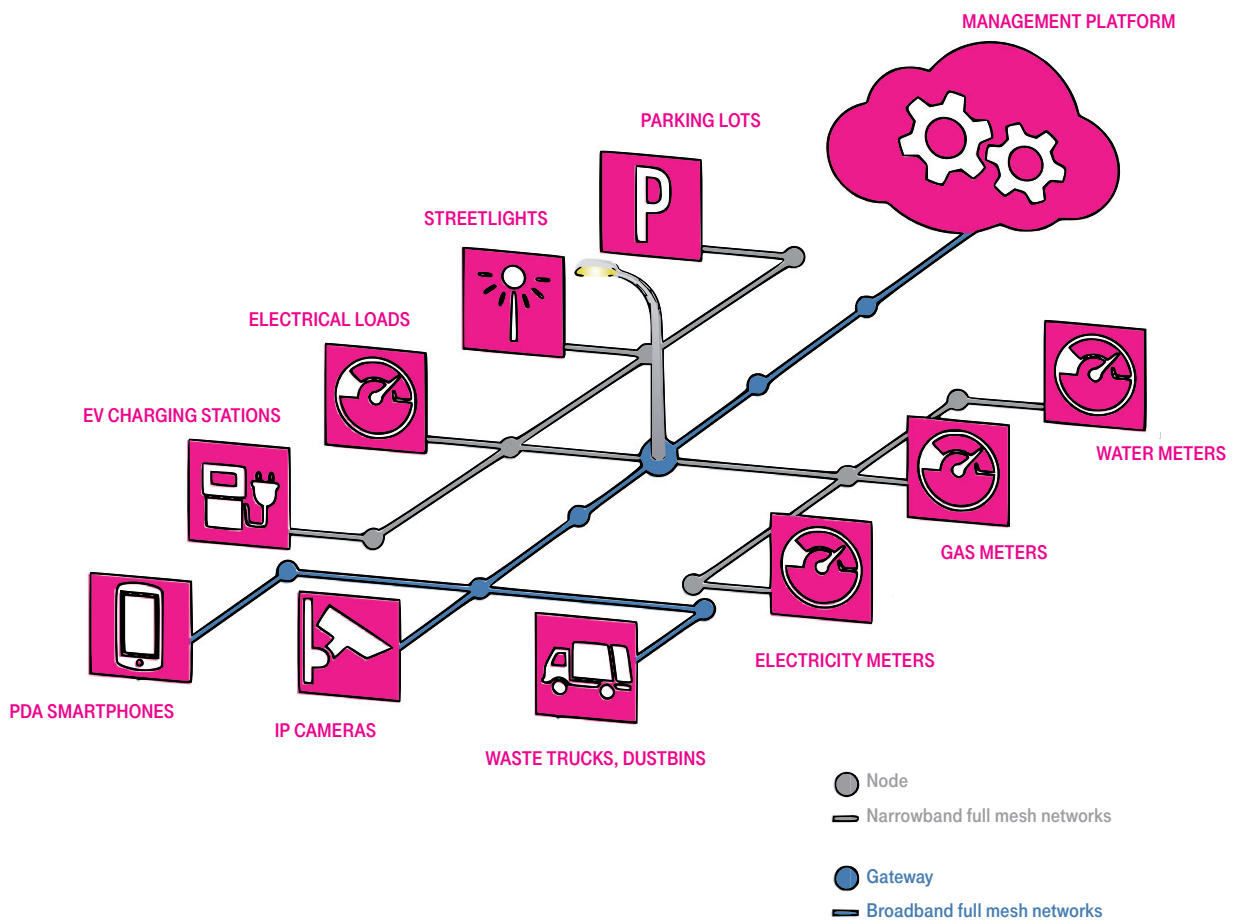 MANAGEMENT PLATFORM
PARKING LOTS
P
STREETLIGHTS
ELECTRICAL LOADS
EV CHARGING STATIONS
WATER METERS
GAS METERS
ELECTRICITY METERS
PDA SMARTPHONES
IP CAMERAS
WASTE TRUCKS, DUSTBINS
Node
Narrowband full mesh networks
Gateway
Broadband full mesh networks